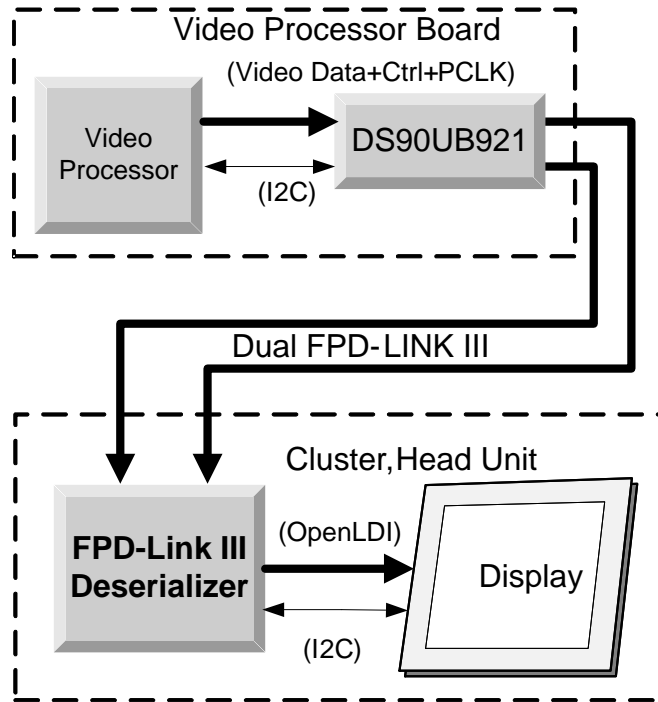 Video Processor Board
(Video Data+Ctrl+PCLK)
Video
Processor
DS90UB921
(I2C)
Dual FPD-LINK III
Cluster,Head Unit
FPD-Link III
Deserializer
(OpenLDI)
Display
(I2C)